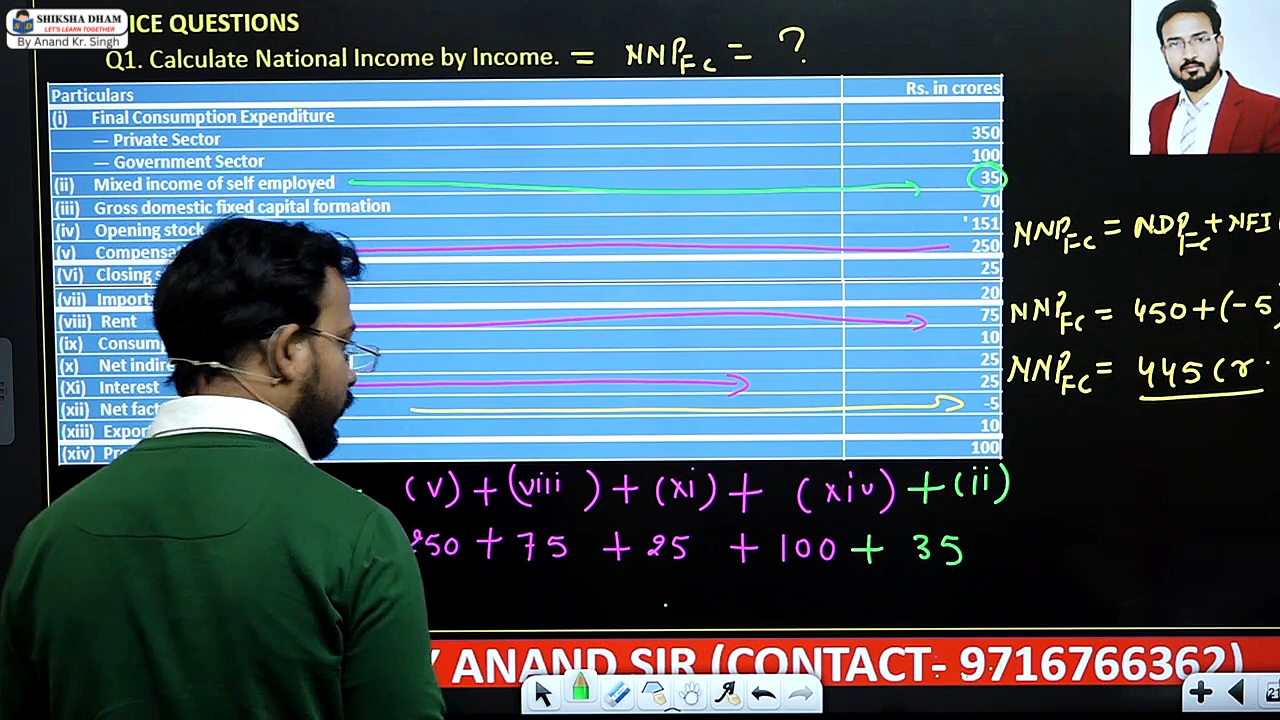 SHIKSHA DHAM
LET'S LEARN TOGETHER
By Anand Kr. Singh
ICE QUESTIONS
Q1. Calculate National Income by Income. = NNP FC = ?
Particulars Rs. in crores
(i) Final Consumption Expenditure
— Private Sector 350
— Government Sector 100
(ii) Mixed income of self employed 35
(iii) Gross domestic fixed capital formation 70
(iv) Opening stock 151
(v) Compensa 250
(Vi) Closing s 25
(vii) Import 20
(viii) Rent 75
(ix) Consum 10
(x) Net indire 25
(Xi) Interest 25
(xii) Net fact -5
(xiii) Expor 10
(xiv) Pr 100
NNP FC = NDP FC + NFI
NNP FC = 450 + (-5)
NNP FC = 445 Cr.
(v) + (viii) + (xi) + (xiv) + (ii)
250 + 75 + 25 + 100 + 35
Y ANAND SIR (CONTACT:- 9716766362)
21